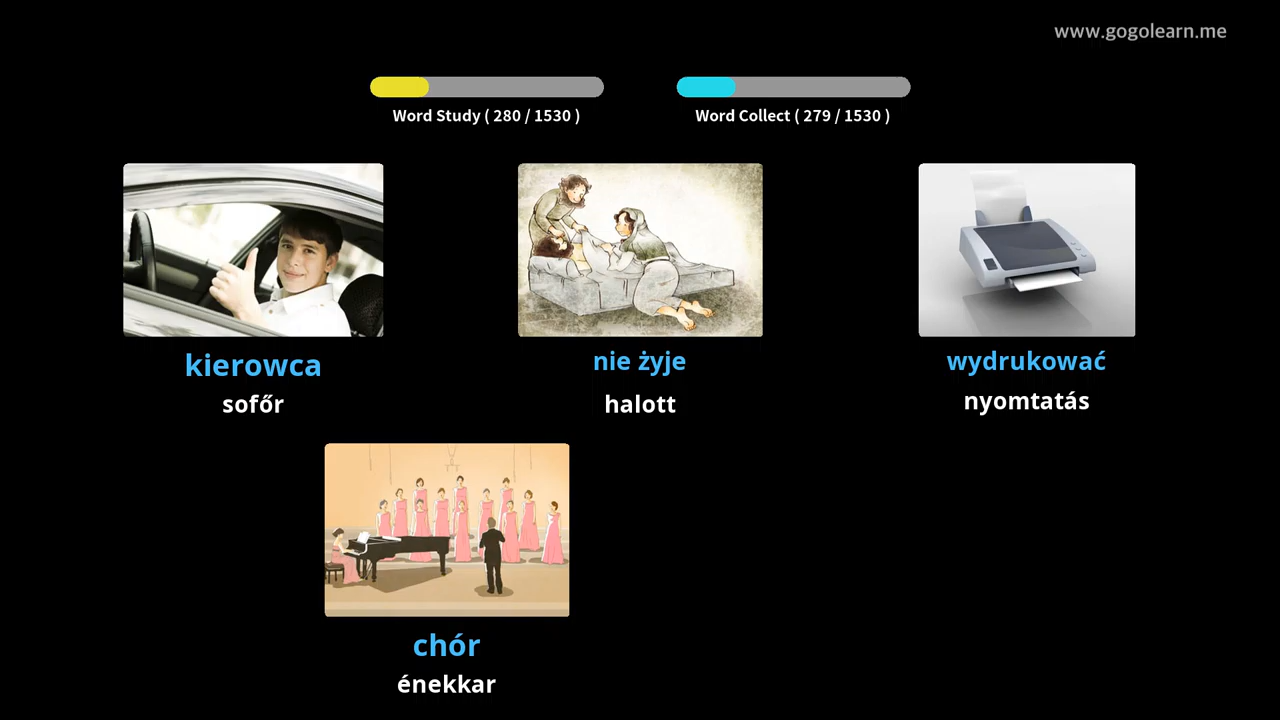 www.gogolearn.me
Word Study ( 280 / 1530 )
Word Collect ( 279 / 1530 )
kierowca
sofőr
nie żyje
halott
wydrukować
nyomtatás
chór
énekkar